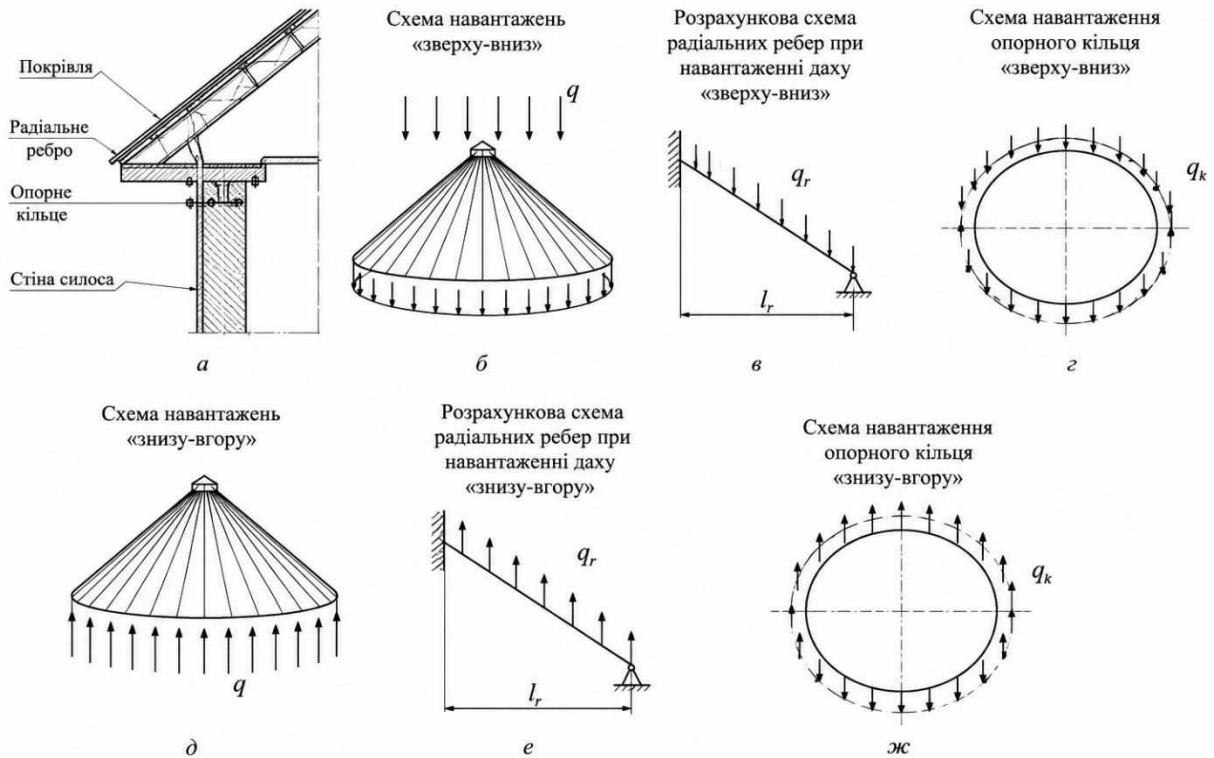 Схема навантажень
«зверху-вниз»
Розрахункова схема
радіальних ребер при
навантаженні даху
«зверху-вниз»
Схема навантаження
опорного кільця
«зверху-вниз»
Покрівля
Радіальне
ребро
Опорне
кільце
Стіна силоса
q
q_r
l_r
q_k
а
б
в
г
Схема навантажень
«знизу-вгору»
Розрахункова схема
радіальних ребер при
навантаженні даху
«знизу-вгору»
Схема навантаження
опорного кільця
«знизу-вгору»
q
q_r
l_r
q_k
д
е
ж